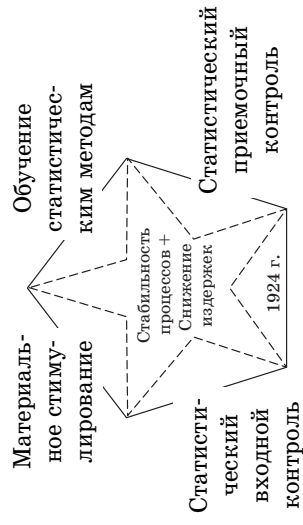 Материаль-
ное стиму-
лирование
Обучение
статистичес-
ким методам
Стабильность
процессов +
Снижение
издержек
1924 г.
Статисти-
ческий
входной
контроль
Статистический
приемочный
контроль